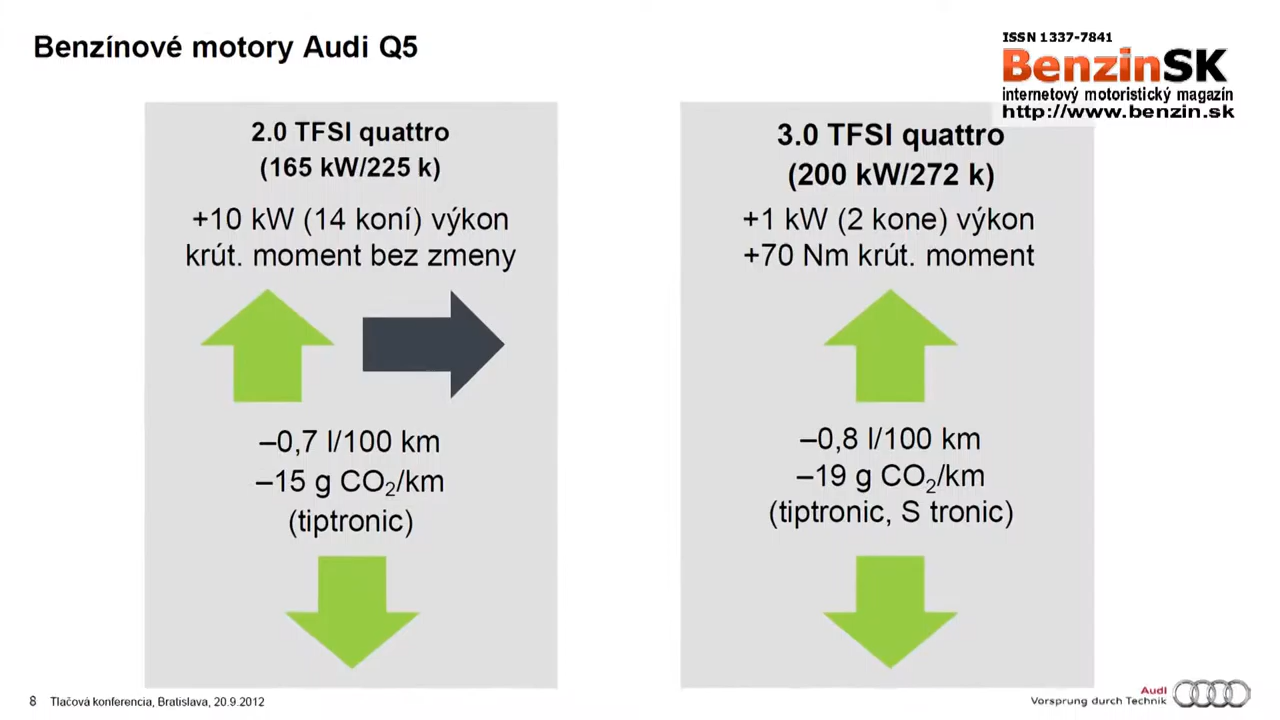 Benzínové motory Audi Q5
ISSN 1337-7841
BenzinSK
internetový motoristický magazín
http://www.benzin.sk
2.0 TFSI quattro
(165 kW/225 k)
+10 kW (14 koní) výkon
krút. moment bez zmeny
–0,7 l/100 km
–15 g CO₂/km
(tiptronic)
3.0 TFSI quattro
(200 kW/272 k)
+1 kW (2 kone) výkon
+70 Nm krút. moment
–0,8 l/100 km
–19 g CO₂/km
(tiptronic, S tronic)
8 Tlačová konferencia, Bratislava, 20.9.2012
Audi
Vorsprung durch Technik